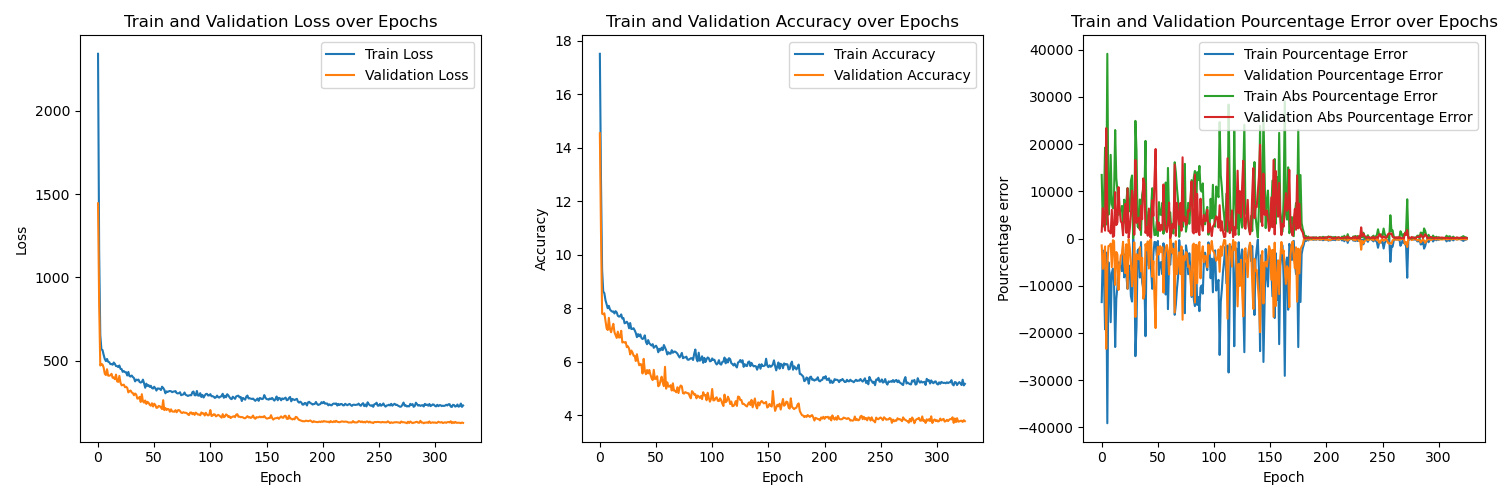 Train and Validation Loss over Epochs
Train Loss
Validation Loss
2000
1500
1000
500
Loss
0 50 100 150 200 250 300
Epoch
Train and Validation Accuracy over Epochs
Train Accuracy
Validation Accuracy
18
16
14
12
10
8
6
4
Accuracy
0 50 100 150 200 250 300
Epoch
Train and Validation Pourcentage Error over Epochs
Train Pourcentage Error
Validation Pourcentage Error
Train Abs Pourcentage Error
Validation Abs Pourcentage Error
40000
30000
20000
10000
0
−10000
−20000
−30000
−40000
Pourcentage error
0 50 100 150 200 250 300
Epoch